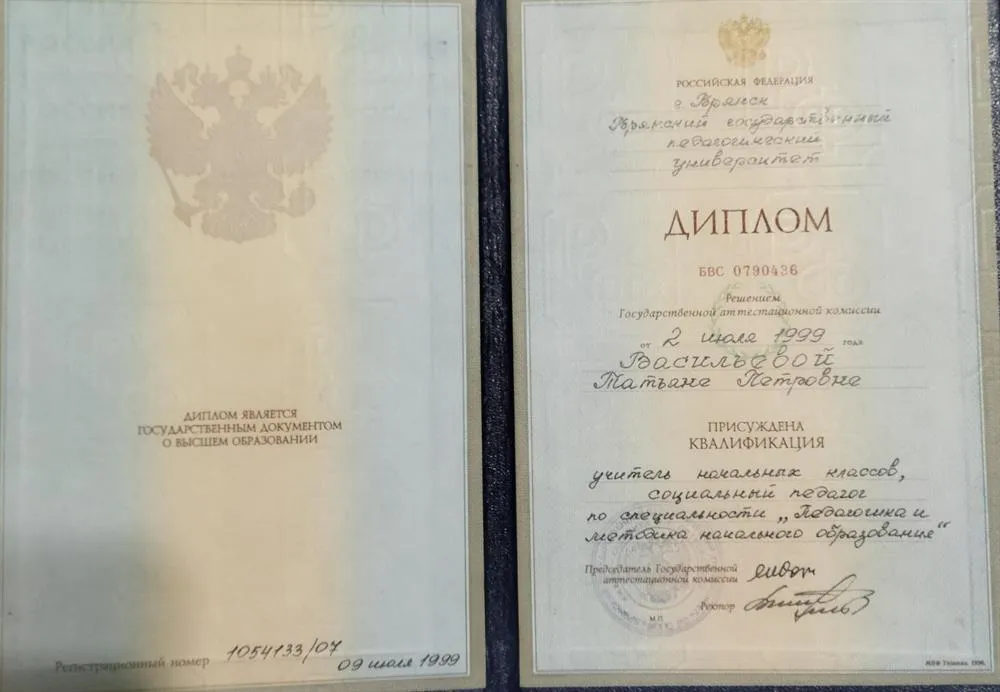 ДИПЛОМ ЯВЛЯЕТСЯ
ГОСУДАРСТВЕННЫМ ДОКУМЕНТОМ
О ВЫСШЕМ ОБРАЗОВАНИИ
Регистрационный номер 1054133/07
09 июля 1999
РОССИЙСКАЯ ФЕДЕРАЦИЯ
г. Брянск
Брянский государственный
педагогический
университет
ДИПЛОМ
БВС 0790436
Решением
Государственной аттестационной комиссии
от 2 июля 1999 года
Васильевой
Татьяне Петровне
ПРИСУЖДЕНА
КВАЛИФИКАЦИЯ
учитель начальных классов,
социальный педагог
по специальности „Педагогика и
методика начального образования“
Председатель Государственной
аттестационной комиссии
Ректор
М.П.